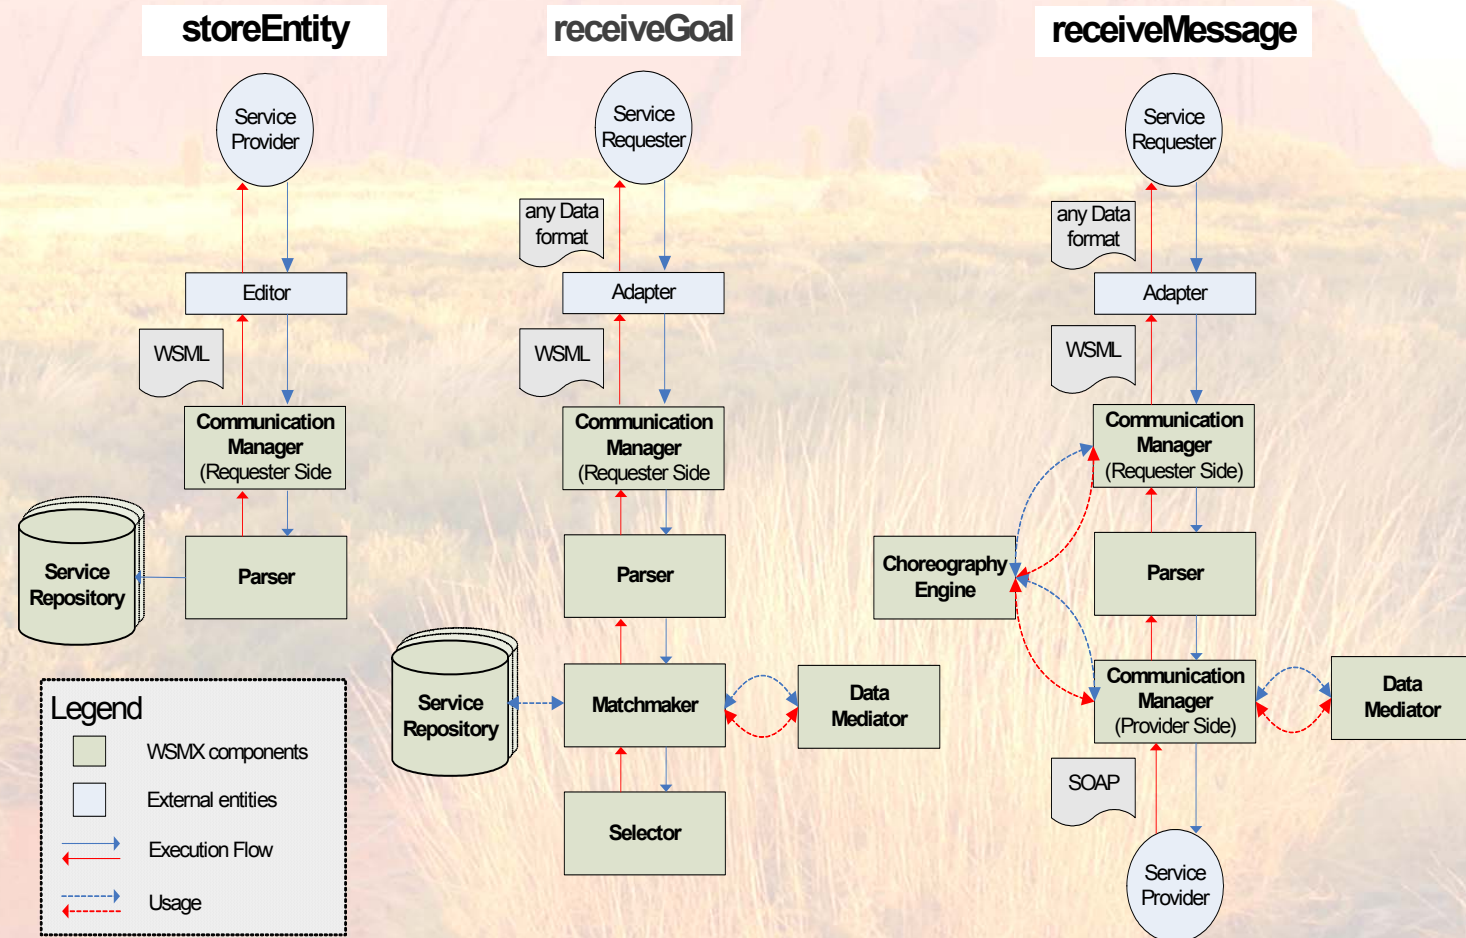 storeEntity
receiveGoal
receiveMessage
Service
Provider
Editor
WSML
Communication
Manager
(Requester Side
Parser
Service
Repository
Service
Requester
any Data
format
Adapter
WSML
Communication
Manager
(Requester Side
Parser
Service
Repository
Matchmaker
Data
Mediator
Selector
Service
Requester
any Data
format
Adapter
WSML
Communication
Manager
(Requester Side)
Choreography
Engine
Parser
Communication
Manager
(Provider Side)
Data
Mediator
SOAP
Service
Provider
Legend
WSMX components
External entities
Execution Flow
Usage